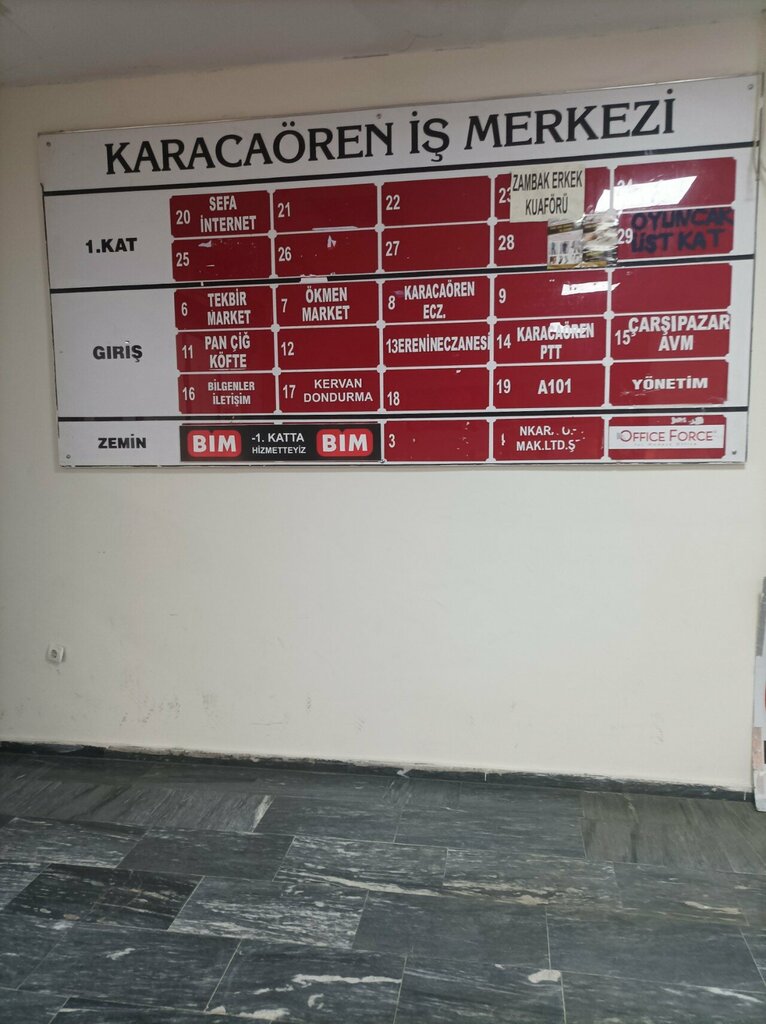 KARACAÖREN İŞ MERKEZİ
1.KAT
20 SEFA
İNTERNET
21
22
23
ZAMBAK ERKEK
KUAFÖRÜ
25
26
27
28
29 OYUNCAK
ÜST KAT
GIRIŞ
6 TEKBİR
MARKET
7 ÖKMEN
MARKET
8 KARACAÖREN
ECZ.
9
11 PAN ÇİĞ
KÖFTE
12
13 ERENİNECZANESİ
14 KARACAÖREN
PTT
15 ÇARŞIPAZAR
AVM
16 BİLGENLER
İLETİŞİM
17 KERVAN
DONDURMA
18
19 A101
YÖNETİM
ZEMİN
BIM -1. KATTA
HİZMETTEYİZ BIM
3
MAK.LTD.Ş
OFFICE FORCE